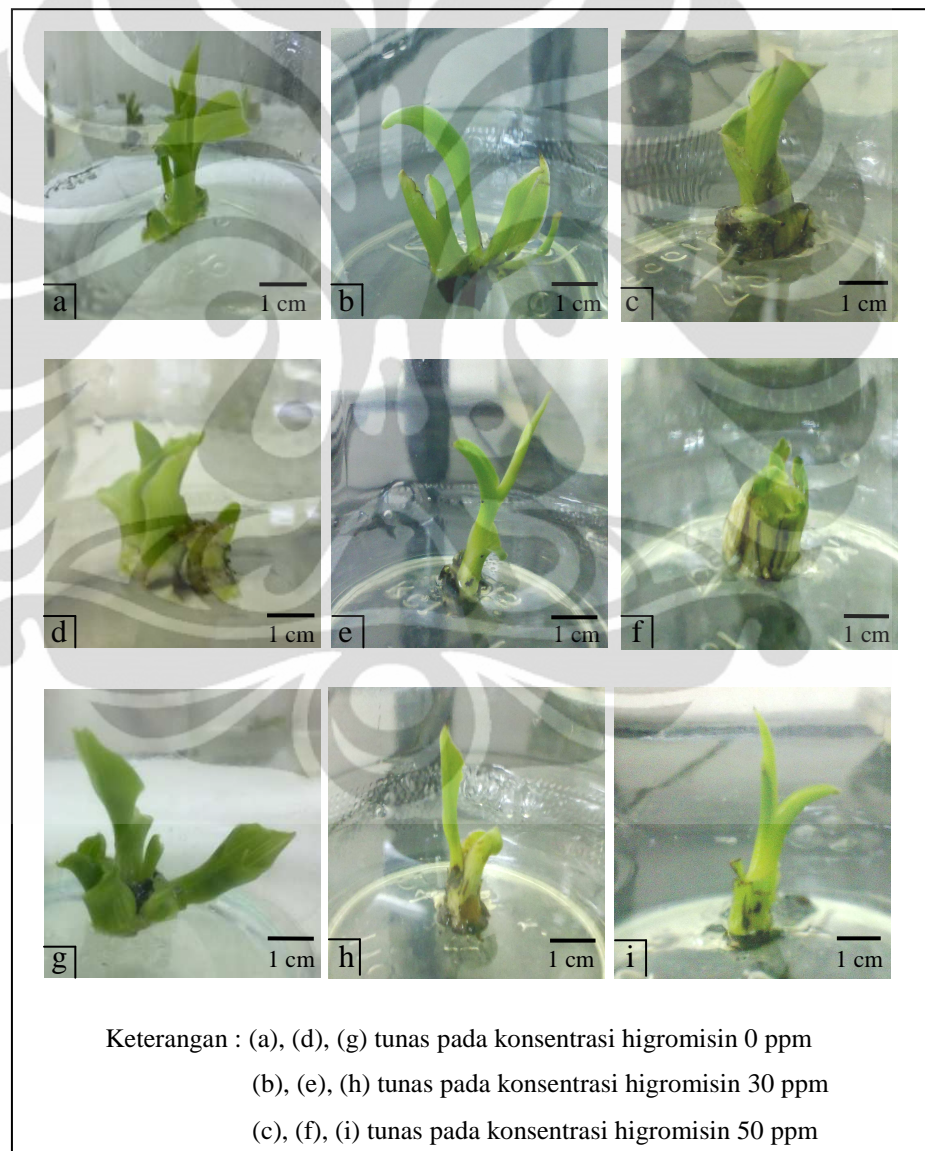 a 1 cm b 1 cm c 1 cm
d 1 cm e 1 cm f 1 cm
g 1 cm h 1 cm i 1 cm
Keterangan : (a), (d), (g) tunas pada konsentrasi higromisin 0 ppm
(b), (e), (h) tunas pada konsentrasi higromisin 30 ppm
(c), (f), (i) tunas pada konsentrasi higromisin 50 ppm